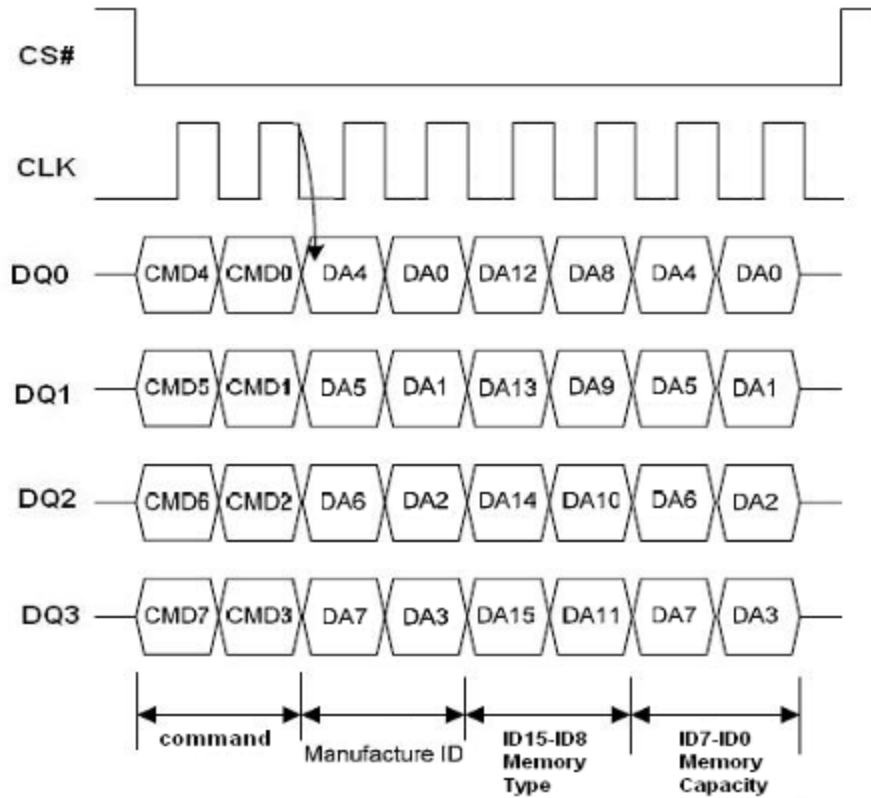 CS#
CLK
DQ0 CMD4 CMD0 DA4 DA0 DA12 DA8 DA4 DA0
DQ1 CMD5 CMD1 DA5 DA1 DA13 DA9 DA5 DA1
DQ2 CMD6 CMD2 DA6 DA2 DA14 DA10 DA6 DA2
DQ3 CMD7 CMD3 DA7 DA3 DA15 DA11 DA7 DA3
command
Manufacture ID
ID15-ID8
Memory
Type
ID7-ID0
Memory
Capacity